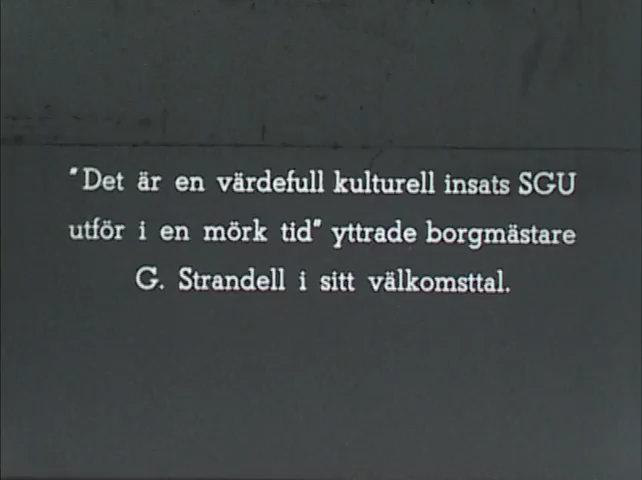 "Det är en värdefull kulturell insats SGU
utför i en mörk tid" yttrade borgmästare
G. Strandell i sitt välkomsttal.